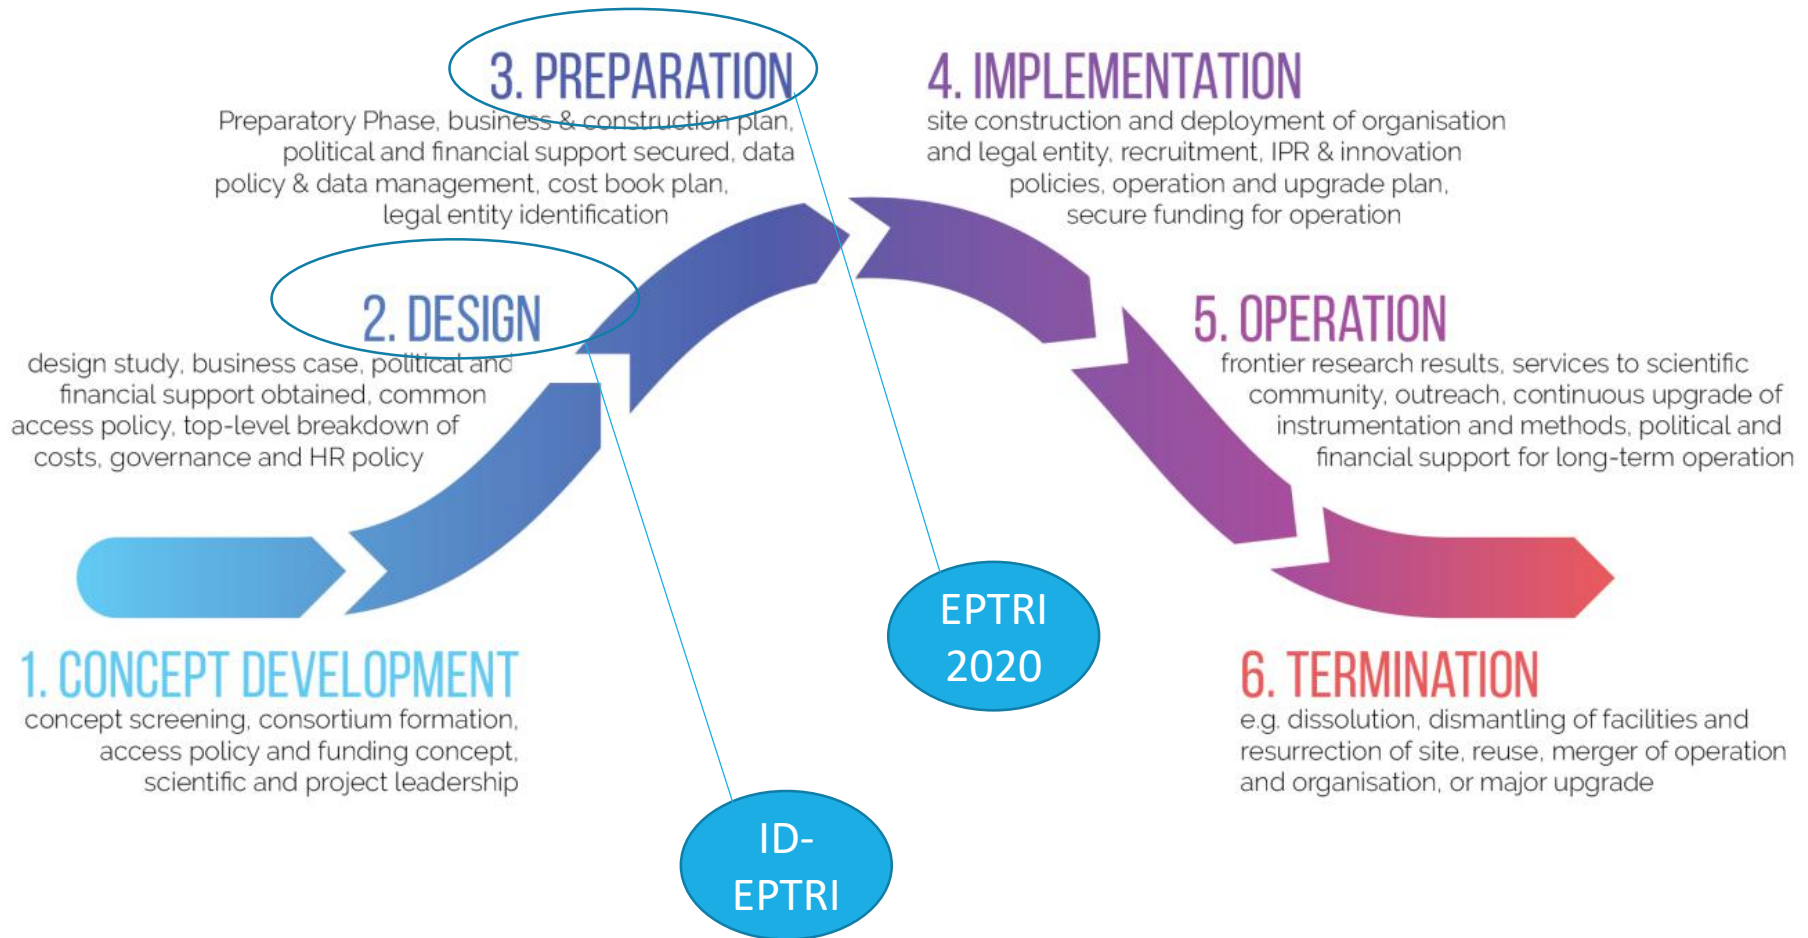 3. PREPARATION
Preparatory Phase, business & construction plan,
political and financial support secured, data
policy & data management, cost book plan,
legal entity identification
4. IMPLEMENTATION
site construction and deployment of organisation
and legal entity, recruitment, IPR & innovation
policies, operation and upgrade plan,
secure funding for operation
2. DESIGN
design study, business case, political and
financial support obtained, common
access policy, top-level breakdown of
costs, governance and HR policy
5. OPERATION
frontier research results, services to scientific
community, outreach, continuous upgrade of
instrumentation and methods, political and
financial support for long-term operation
EPTRI
2020
1. CONCEPT DEVELOPMENT
concept screening, consortium formation,
access policy and funding concept,
scientific and project leadership
6. TERMINATION
e.g. dissolution, dismantling of facilities and
resurrection of site, reuse, merger of operation
and organisation, or major upgrade
ID-
EPTRI